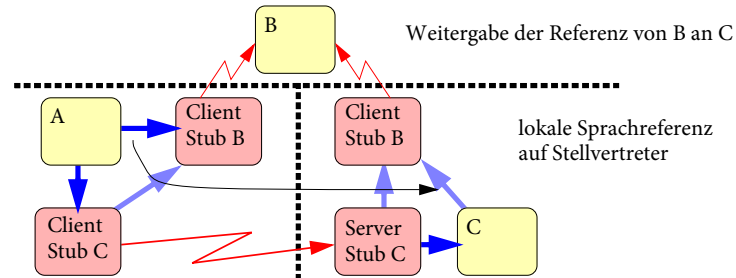 B
Weitergabe der Referenz von B an C
A
Client
Stub B
Client
Stub B
lokale Sprachreferenz
auf Stellvertreter
Client
Stub C
Server
Stub C
C